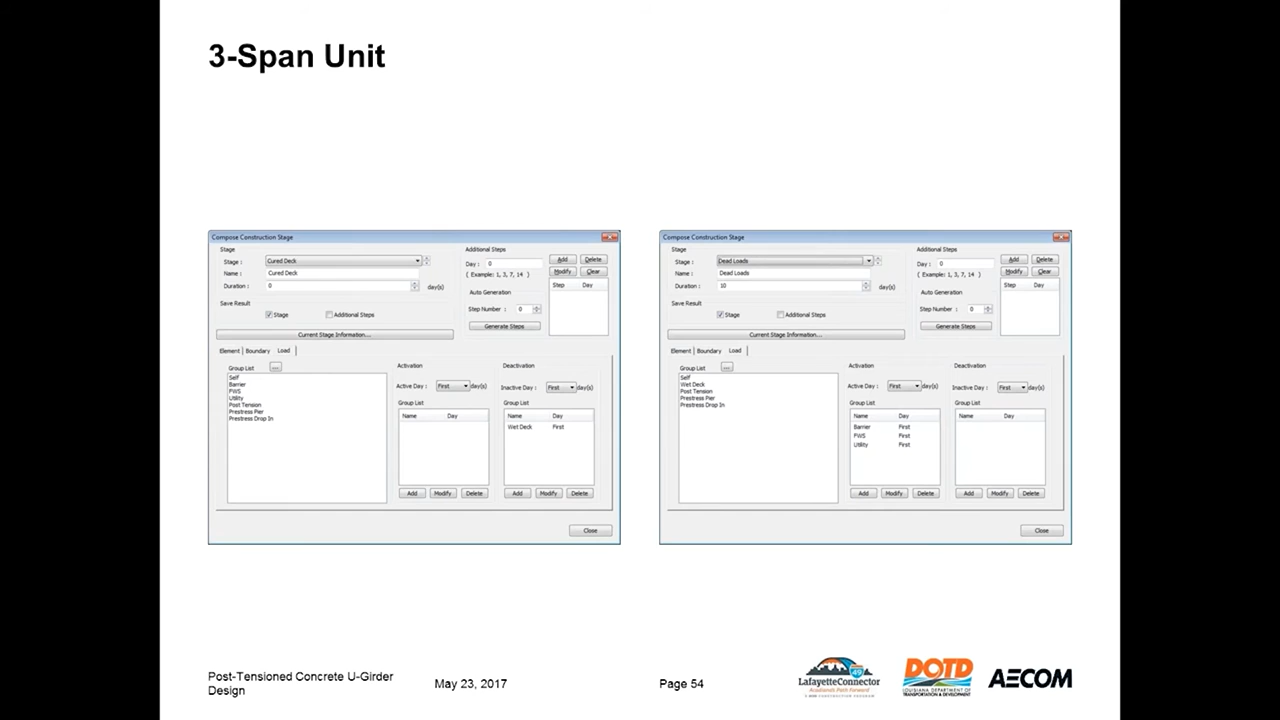 3-Span Unit
Compose Construction Stage
Stage
Stage : Cured Deck
Name : Cured Deck
Duration : 0 day(s)
Save Result
Stage Additional Steps
Additional Steps
Day : 0
( Example: 1, 3, 7, 14 )
Auto Generation
Step Number : 0
Generate Steps
Add Delete
Modify Clear
Step Day
Current Stage Information...
Element Boundary Load
Group List ...
Self
Barrier
FWS
Utility
Post Tension
Prestress Pier
Prestress Drop In
Activation
Active Day : First day(s)
Group List
Name Day
Add Modify Delete
Deactivation
Inactive Day : First day(s)
Group List
Name Day
Wet Deck First
Add Modify Delete
Close
Compose Construction Stage
Stage
Stage : Dead Loads
Name : Dead Loads
Duration : 10 day(s)
Save Result
Stage Additional Steps
Additional Steps
Day : 0
( Example: 1, 3, 7, 14 )
Auto Generation
Step Number : 0
Generate Steps
Add Delete
Modify Clear
Step Day
Current Stage Information...
Element Boundary Load
Group List ...
Self
Wet Deck
Post Tension
Prestress Pier
Prestress Drop In
Activation
Active Day : First day(s)
Group List
Name Day
Barrier First
FWS First
Utility First
Add Modify Delete
Deactivation
Inactive Day : First day(s)
Group List
Name Day
Add Modify Delete
Close
Post-Tensioned Concrete U-Girder
Design
May 23, 2017
Page 54
LafayetteConnector
Acadiana's Path Forward
DOTD
LOUISIANA DEPARTMENT OF
TRANSPORTATION & DEVELOPMENT
AECOM